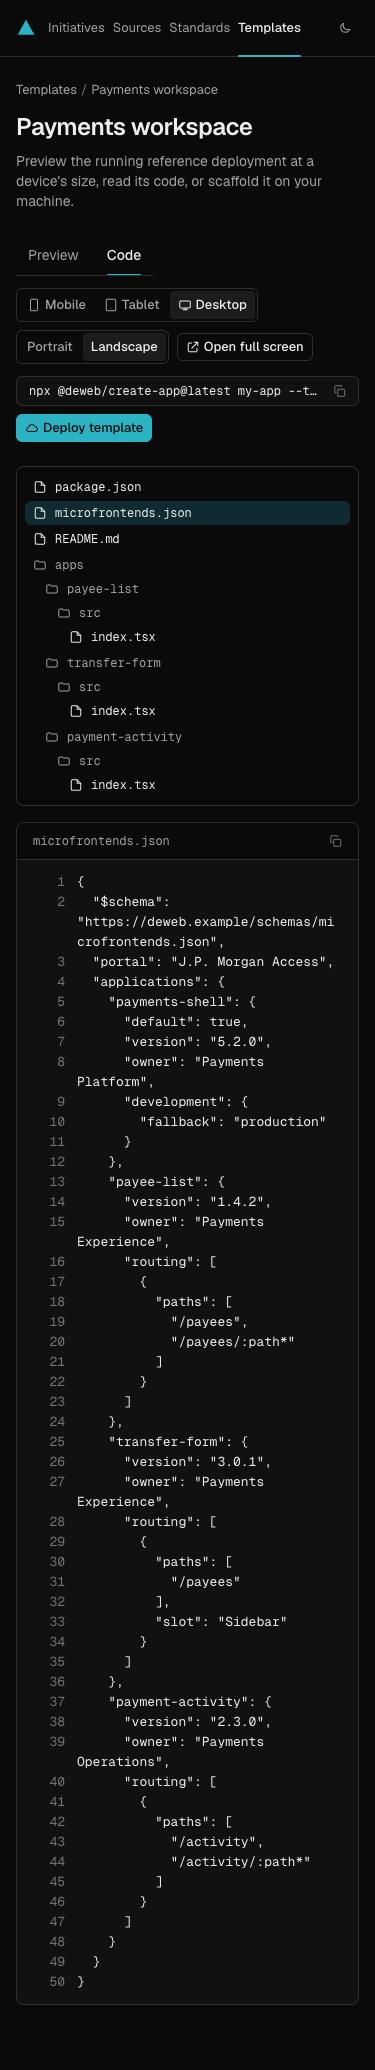 Initiatives Sources Standards Templates
Templates / Payments workspace
Payments workspace
Preview the running reference deployment at a
device's size, read its code, or scaffold it on your
machine.
Preview Code
Mobile Tablet Desktop
Portrait Landscape Open full screen
npx @deweb/create-app@latest my-app --t…
Deploy template
package.json
microfrontends.json
README.md
apps
payee-list
src
index.tsx
transfer-form
src
index.tsx
payment-activity
src
index.tsx
microfrontends.json
1 {
2   "$schema":
"https://deweb.example/schemas/mi
crofrontends.json",
3   "portal": "J.P. Morgan Access",
4   "applications": {
5     "payments-shell": {
6       "default": true,
7       "version": "5.2.0",
8       "owner": "Payments
Platform",
9       "development": {
10         "fallback": "production"
11       }
12     },
13     "payee-list": {
14       "version": "1.4.2",
15       "owner": "Payments
Experience",
16       "routing": [
17         {
18           "paths": [
19             "/payees",
20             "/payees/:path*"
21           ]
22         }
23       ]
24     },
25     "transfer-form": {
26       "version": "3.0.1",
27       "owner": "Payments
Experience",
28       "routing": [
29         {
30           "paths": [
31             "/payees"
32           ],
33           "slot": "Sidebar"
34         }
35       ]
36     },
37     "payment-activity": {
38       "version": "2.3.0",
39       "owner": "Payments
Operations",
40       "routing": [
41         {
42           "paths": [
43             "/activity",
44             "/activity/:path*"
45           ]
46         }
47       ]
48     }
49   }
50 }